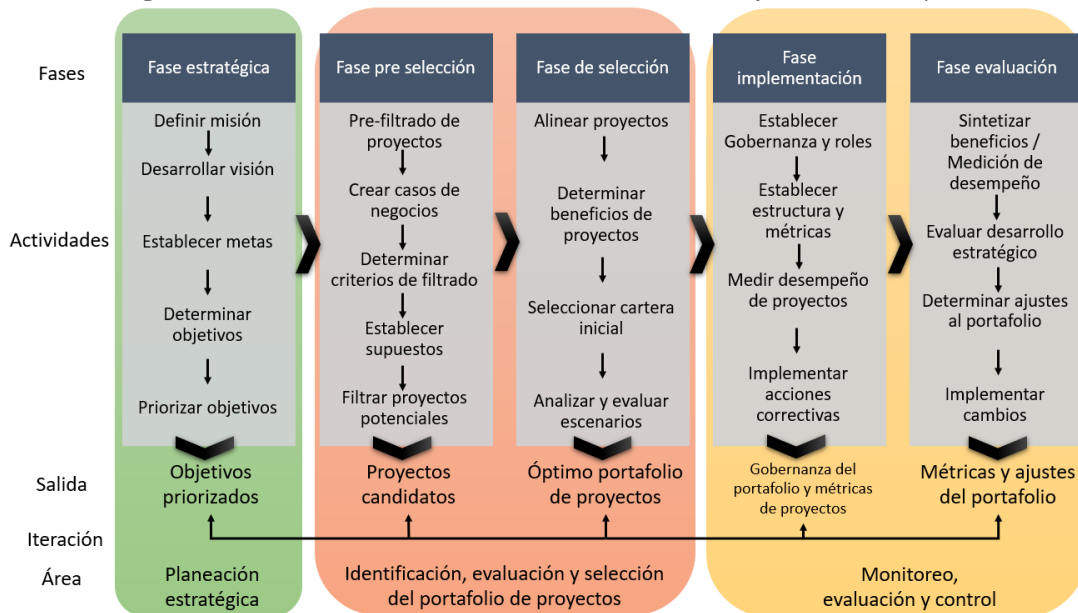 Fases
Fase estratégica
Fase pre selección
Fase de selección
Fase
implementación
Fase evaluación
Actividades
Definir misión
Desarrollar visión
Establecer metas
Determinar
objetivos
Priorizar objetivos
Pre-filtrado de
proyectos
Crear casos de
negocios
Determinar
criterios de filtrado
Establecer
supuestos
Filtrar proyectos
potenciales
Alinear proyectos
Determinar
beneficios de
proyectos
Seleccionar cartera
inicial
Analizar y evaluar
escenarios
Establecer
Gobernanza y roles
Establecer
estructura y
métricas
Medir desempeño
de proyectos
Implementar
acciones
correctivas
Sintetizar
beneficios /
Medición de
desempeño
Evaluar desarrollo
estratégico
Determinar ajustes
al portafolio
Implementar
cambios
Salida
Objetivos
priorizados
Proyectos
candidatos
Óptimo portafolio
de proyectos
Gobernanza del
portafolio y métricas
de proyectos
Métricas y ajustes
del portafolio
Iteración
Área
Planeación
estratégica
Identificación, evaluación y selección
del portafolio de proyectos
Monitoreo,
evaluación y control